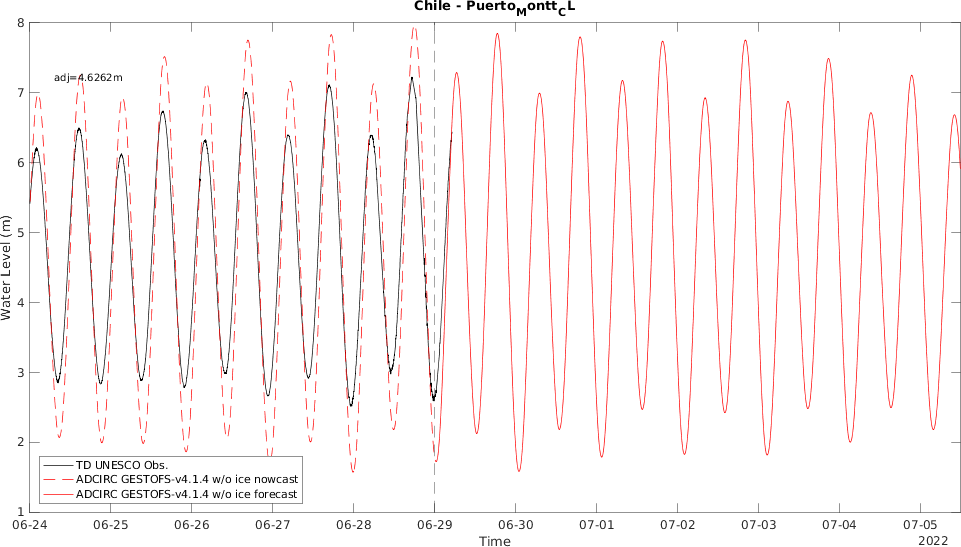 Chile - PuertoMonttCL
8
7
6
5
4
3
2
1
Water Level (m)
adj=4.6262m
TD UNESCO Obs.
ADCIRC GESTOFS-v4.1.4 w/o ice nowcast
ADCIRC GESTOFS-v4.1.4 w/o ice forecast
06-24 06-25 06-26 06-27 06-28 06-29 06-30 07-01 07-02 07-03 07-04 07-05
Time
2022